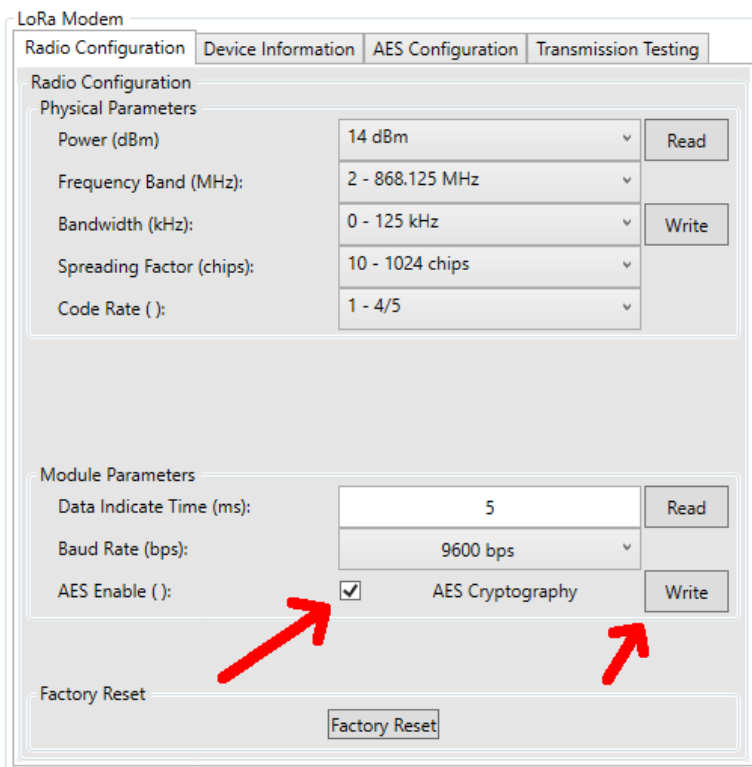 LoRa Modem
Radio Configuration Device Information AES Configuration Transmission Testing
Radio Configuration
Physical Parameters
Power (dBm) 14 dBm Read
Frequency Band (MHz): 2 - 868.125 MHz
Bandwidth (kHz): 0 - 125 kHz Write
Spreading Factor (chips): 10 - 1024 chips
Code Rate ( ): 1 - 4/5
Module Parameters
Data Indicate Time (ms): 5 Read
Baud Rate (bps): 9600 bps
AES Enable ( ): AES Cryptography Write
Factory Reset
Factory Reset